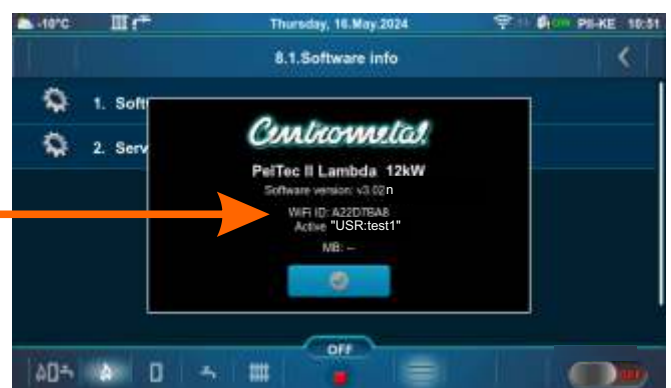 -10°C Thursday, 16.May.2024 PII-KE 10:51
8.1.Software info
1. Soft
2. Serv
Centrometal
PelTec II Lambda 12kW
Software version: v3.02n
WiFi ID: A22D7BA8
Active "USR:test1"
MB: --
OFF
OFF